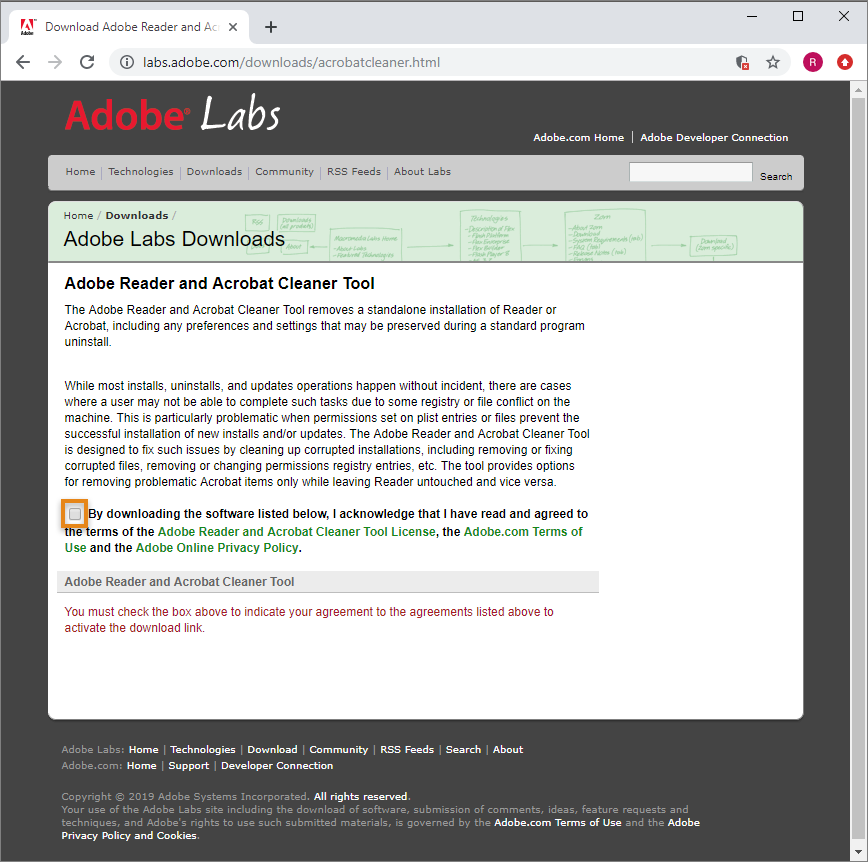 Adobe
Download Adobe Reader and Ac
labs.adobe.com/downloads/acrobatcleaner.html
R
Adobe Labs
Adobe.com Home | Adobe Developer Connection
Home | Technologies | Downloads | Community | RSS Feeds | About Labs
Search
Home / Downloads /
Adobe Labs Downloads
Adobe Reader and Acrobat Cleaner Tool
The Adobe Reader and Acrobat Cleaner Tool removes a standalone installation of Reader or
Acrobat, including any preferences and settings that may be preserved during a standard program
uninstall.
While most installs, uninstalls, and updates operations happen without incident, there are cases
where a user may not be able to complete such tasks due to some registry or file conflict on the
machine. This is particularly problematic when permissions set on plist entries or files prevent the
successful installation of new installs and/or updates. The Adobe Reader and Acrobat Cleaner Tool
is designed to fix such issues by cleaning up corrupted installations, including removing or fixing
corrupted files, removing or changing permissions registry entries, etc. The tool provides options
for removing problematic Acrobat items only while leaving Reader untouched and vice versa.
By downloading the software listed below, I acknowledge that I have read and agreed to
the terms of the Adobe Reader and Acrobat Cleaner Tool License, the Adobe.com Terms of
Use and the Adobe Online Privacy Policy.
Adobe Reader and Acrobat Cleaner Tool
You must check the box above to indicate your agreement to the agreements listed above to
activate the download link.
Adobe Labs: Home | Technologies | Download | Community | RSS Feeds | Search | About
Adobe.com: Home | Support | Developer Connection
Copyright © 2019 Adobe Systems Incorporated. All rights reserved.
Your use of the Adobe Labs site including the download of software, submission of comments, ideas, feature requests and
techniques, and Adobe's rights to use such submitted materials, is governed by the Adobe.com Terms of Use and the Adobe
Privacy Policy and Cookies.